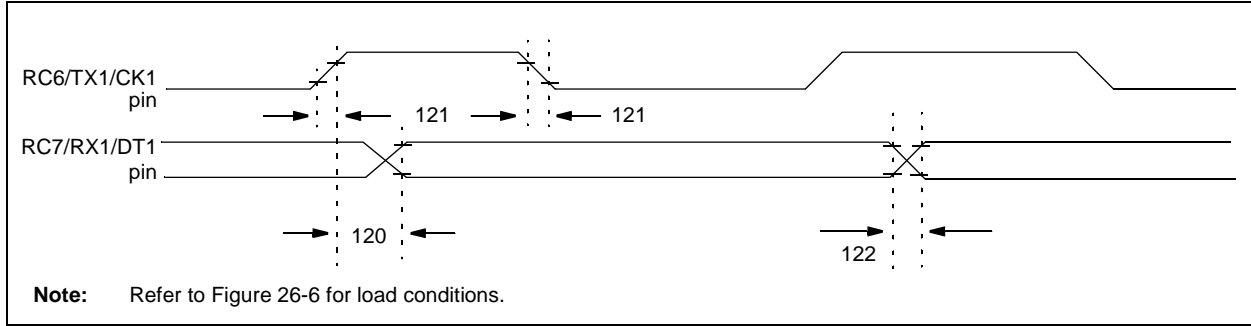 RC6/TX1/CK1
pin
121
121
RC7/RX1/DT1
pin
120
122
Note: Refer to Figure 26-6 for load conditions.